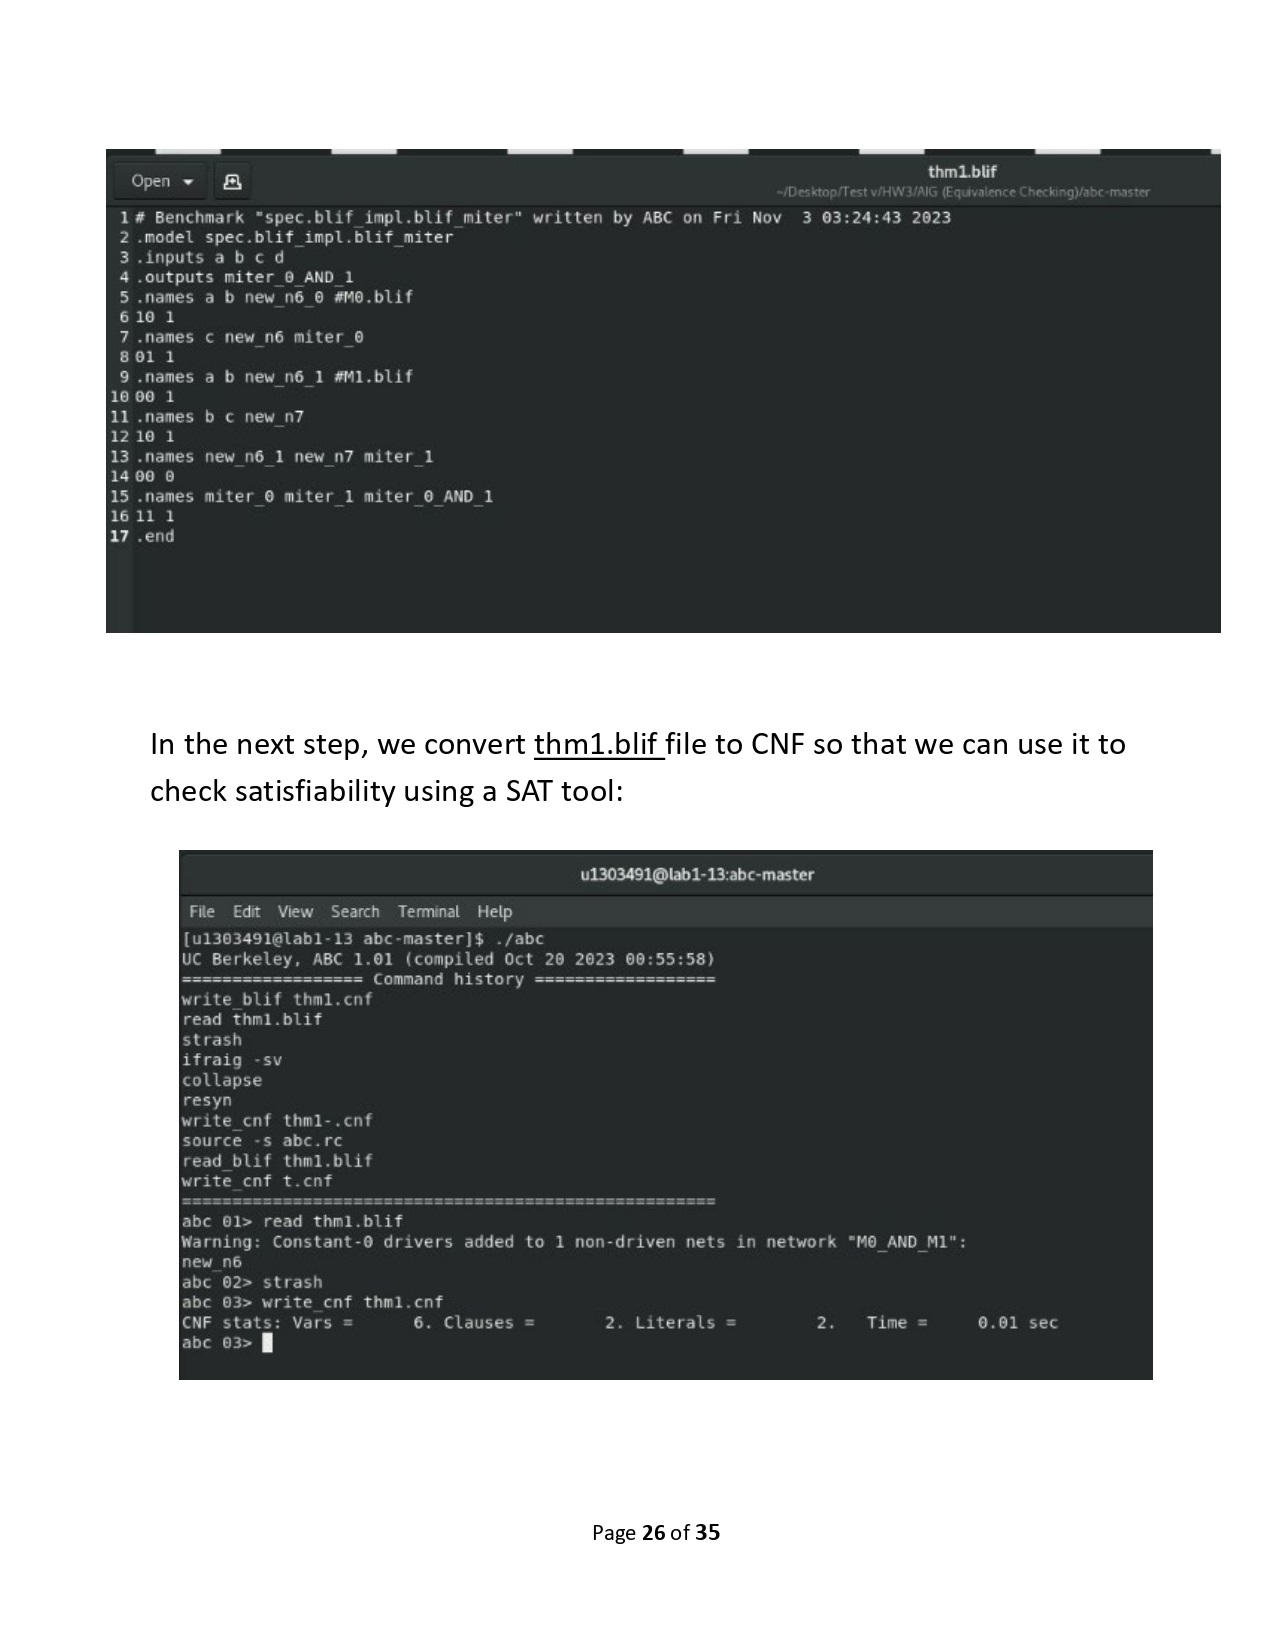 Open
thm1.blif
~/Desktop/Test v/HW3/AIG (Equivalence Checking)/abc-master
1 # Benchmark "spec.blif_impl.blif_miter" written by ABC on Fri Nov  3 03:24:43 2023
2 .model spec.blif_impl.blif_miter
3 .inputs a b c d
4 .outputs miter_0_AND_1
5 .names a b new_n6_0 #M0.blif
6 10 1
7 .names c new_n6 miter_0
8 01 1
9 .names a b new_n6_1 #M1.blif
10 00 1
11 .names b c new_n7
12 10 1
13 .names new_n6_1 new_n7 miter_1
14 00 0
15 .names miter_0 miter_1 miter_0_AND_1
16 11 1
17 .end
In the next step, we convert thm1.blif file to CNF so that we can use it to
check satisfiability using a SAT tool:
u1303491@lab1-13:abc-master
File Edit View Search Terminal Help
[u1303491@lab1-13 abc-master]$ ./abc
UC Berkeley, ABC 1.01 (compiled Oct 20 2023 00:55:58)
================== Command history ==================
write_blif thm1.cnf
read thm1.blif
strash
ifraig -sv
collapse
resyn
write_cnf thm1-.cnf
source -s abc.rc
read_blif thm1.blif
write_cnf t.cnf
=====================================================
abc 01> read thm1.blif
Warning: Constant-0 drivers added to 1 non-driven nets in network "M0_AND_M1":
new_n6
abc 02> strash
abc 03> write_cnf thm1.cnf
CNF stats: Vars =      6. Clauses =       2. Literals =        2.   Time =     0.01 sec
abc 03>
Page 26 of 35